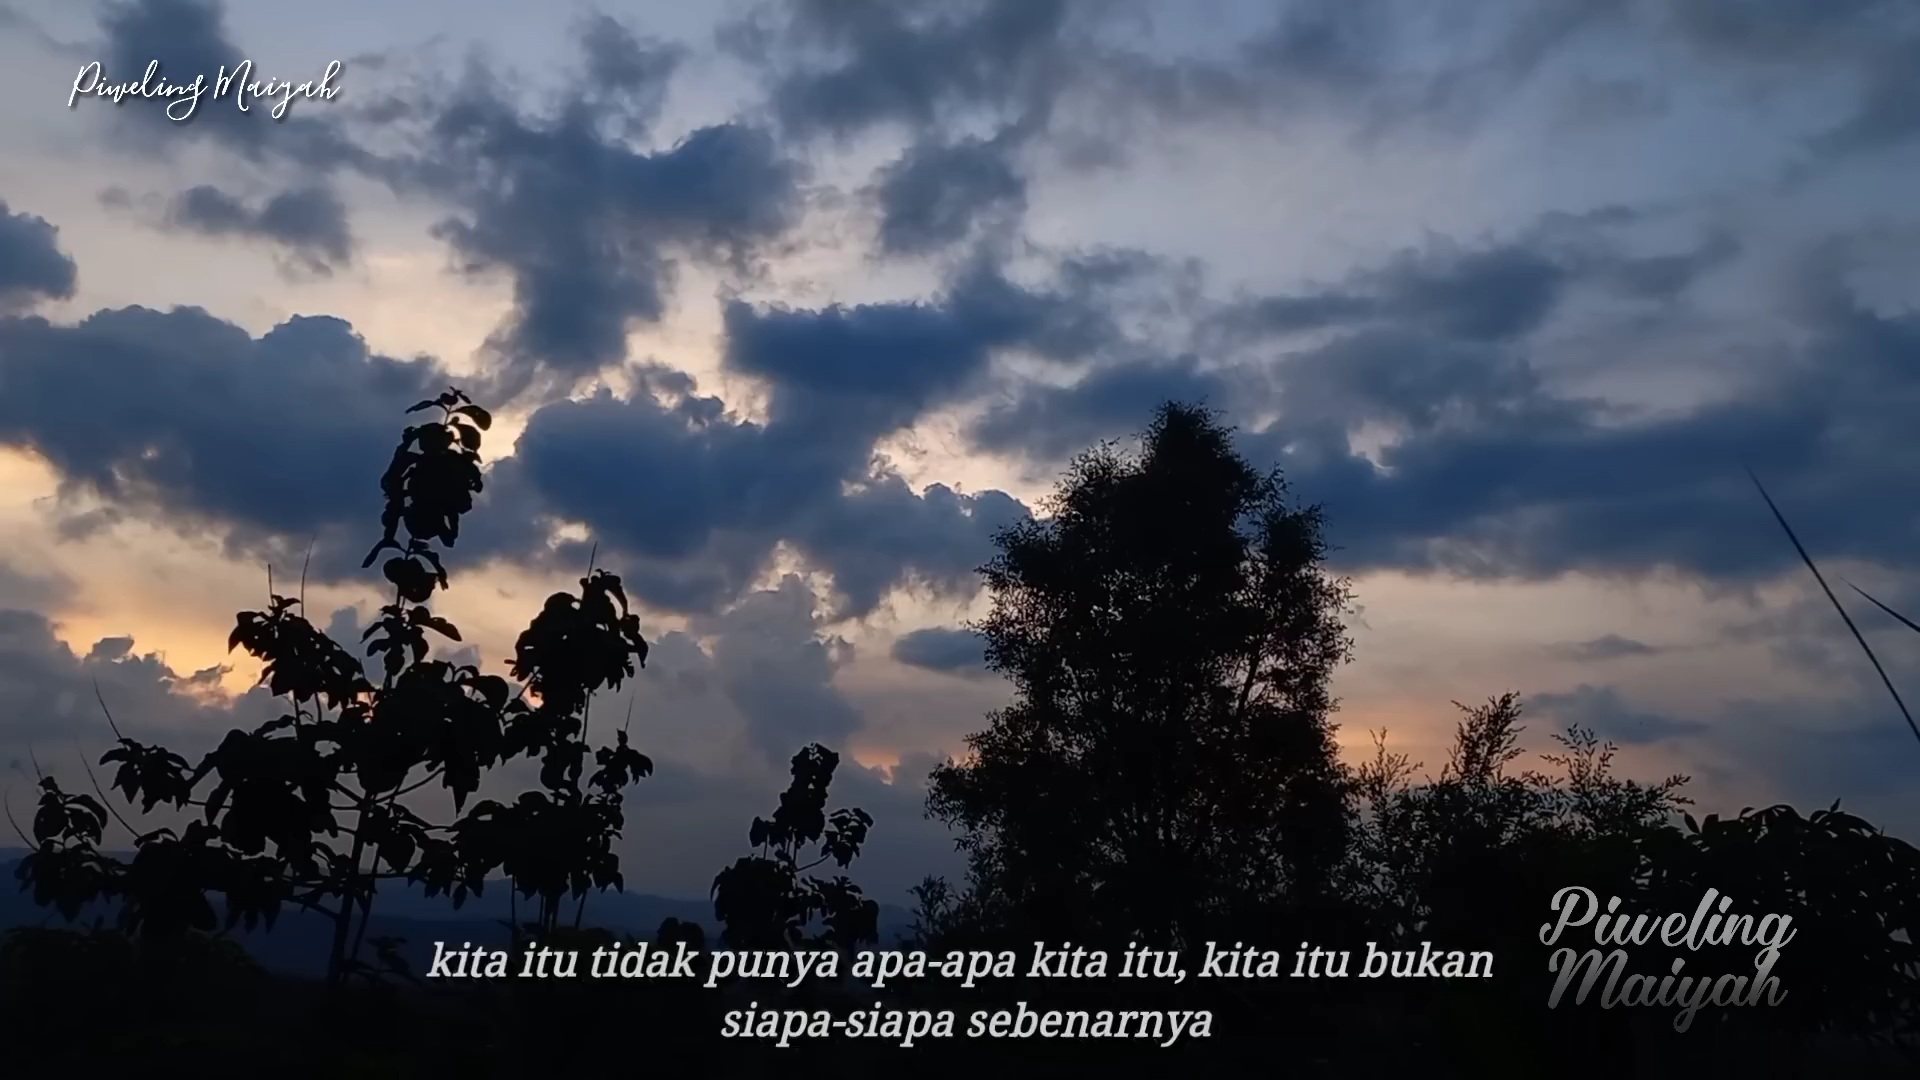 Piweling Maiyah
kita itu tidak punya apa-apa kita itu, kita itu bukan
siapa-siapa sebenarnya
Piweling
Maiyah